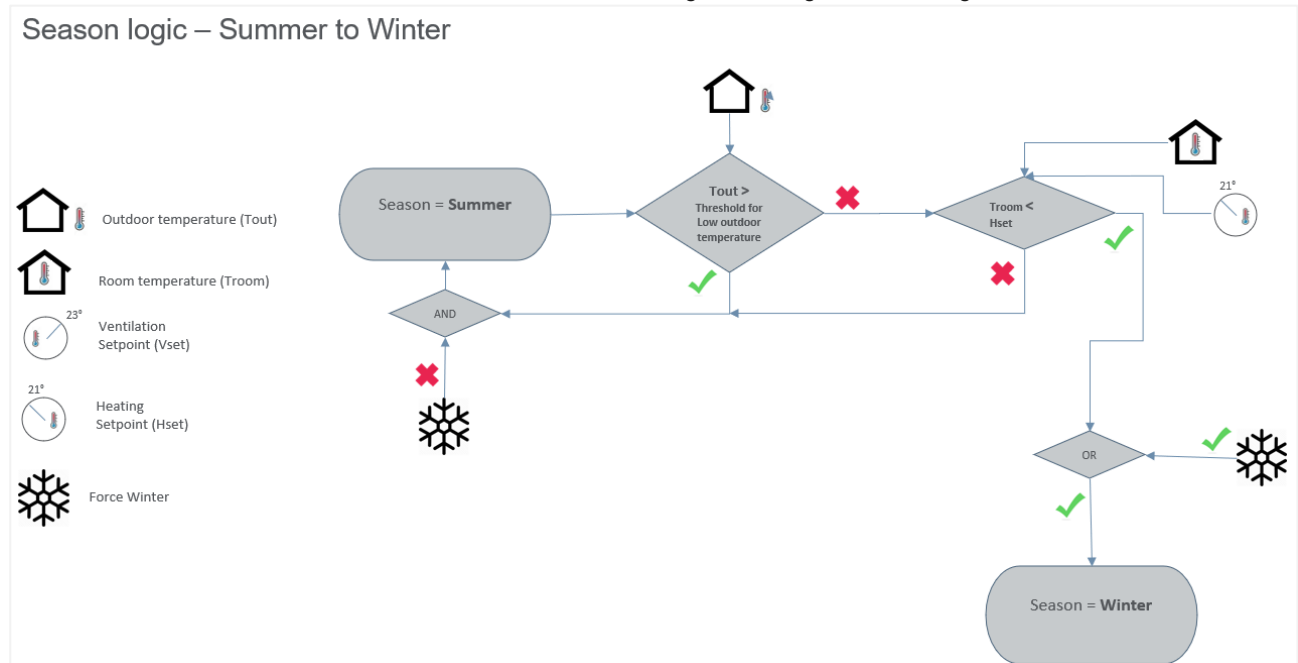 Season logic – Summer to Winter
Season = Summer
Tout >
Threshold for
Low outdoor
temperature
Troom <
Hset
21°
Outdoor temperature (Tout)
Room temperature (Troom)
23°
Ventilation
Setpoint (Vset)
AND
21°
Heating
Setpoint (Hset)
OR
Force Winter
Season = Winter